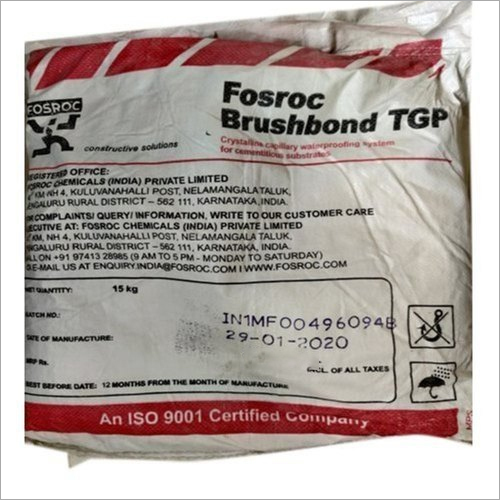 FOSROC
constructive solutions
Fosroc
Brushbond TGP
Crystalline capillary waterproofing system
for cementitious substrates
REGISTERED OFFICE:
FOSROC CHEMICALS (INDIA) PRIVATE LIMITED
KM, NH 4, KULUVANAHALLI POST, NELAMANGALA TALUK,
BENGALURU RURAL DISTRICT – 562 111, KARNATAKA, INDIA.
FOR COMPLAINTS/ QUERY/ INFORMATION, WRITE TO OUR CUSTOMER CARE
EXECUTIVE AT: FOSROC CHEMICALS (INDIA) PRIVATE LIMITED
KM, NH 4, KULUVANAHALLI POST, NELAMANGALA TALUK,
BENGALURU RURAL DISTRICT – 562 111, KARNATAKA, INDIA.
CALL ON +91 97413 28985 (9 AM TO 5 PM - MONDAY TO SATURDAY)
E-MAIL US AT ENQUIRY.INDIA@FOSROC.COM I WWW.FOSROC.COM
NET QUANTITY: 15 kg
BATCH NO.: IN1MF00496094B
DATE OF MANUFACTURE: 29-01-2020
MRP Rs. INCL. OF ALL TAXES
BEST BEFORE DATE: 12 MONTHS FROM THE MONTH OF MANUFACTURE
An ISO 9001 Certified Company